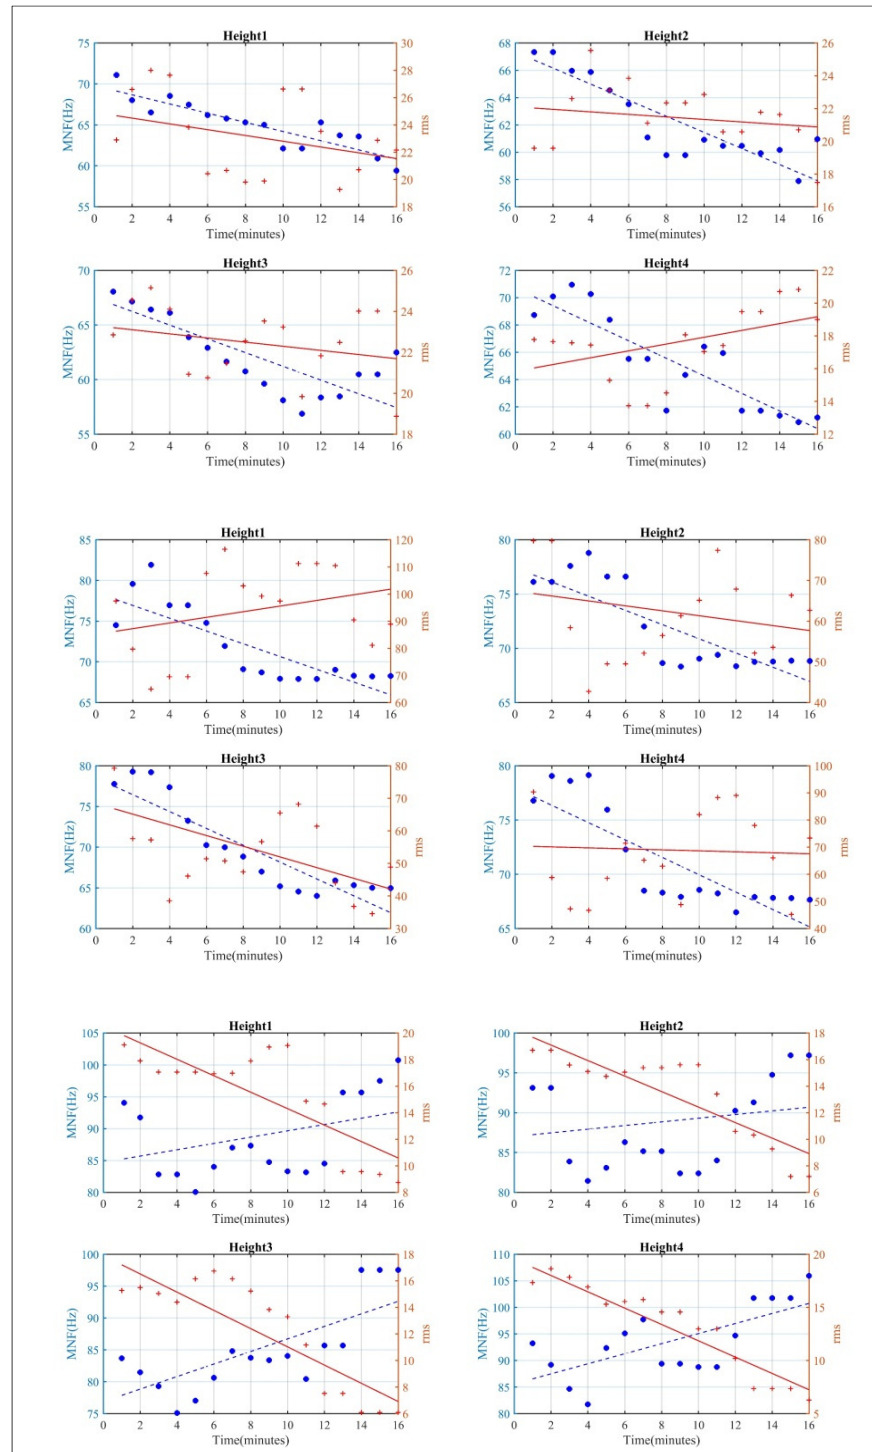 Height1
75 70 65 60 55
MNF(Hz)
30 28 26 24 22 20 18
rms
0 2 4 6 8 10 12 14 16
Time(minutes)
Height2
68 66 64 62 60 58 56
MNF(Hz)
26 24 22 20 18 16
rms
0 2 4 6 8 10 12 14 16
Time(minutes)
Height3
70 65 60 55
MNF(Hz)
26 24 22 20 18
rms
0 2 4 6 8 10 12 14 16
Time(minutes)
Height4
72 70 68 66 64 62 60
MNF(Hz)
22 20 18 16 14 12
rms
0 2 4 6 8 10 12 14 16
Time(minutes)
Height1
85 80 75 70 65
MNF(Hz)
120 110 100 90 80 70 60
rms
0 2 4 6 8 10 12 14 16
Time(minutes)
Height2
80 75 70 65
MNF(Hz)
80 70 60 50 40
rms
0 2 4 6 8 10 12 14 16
Time(minutes)
Height3
80 75 70 65 60
MNF(Hz)
80 70 60 50 40 30
rms
0 2 4 6 8 10 12 14 16
Time(minutes)
Height4
80 75 70 65
MNF(Hz)
100 90 80 70 60 50 40
rms
0 2 4 6 8 10 12 14 16
Time(minutes)
Height1
105 100 95 90 85 80
MNF(Hz)
20 18 16 14 12 10 8
rms
0 2 4 6 8 10 12 14 16
Time(minutes)
Height2
100 95 90 85 80
MNF(Hz)
18 16 14 12 10 8 6
rms
0 2 4 6 8 10 12 14 16
Time(minutes)
Height3
100 95 90 85 80 75
MNF(Hz)
18 16 14 12 10 8 6
rms
0 2 4 6 8 10 12 14 16
Time(minutes)
Height4
110 105 100 95 90 85 80
MNF(Hz)
20 15 10 5
rms
0 2 4 6 8 10 12 14 16
Time(minutes)